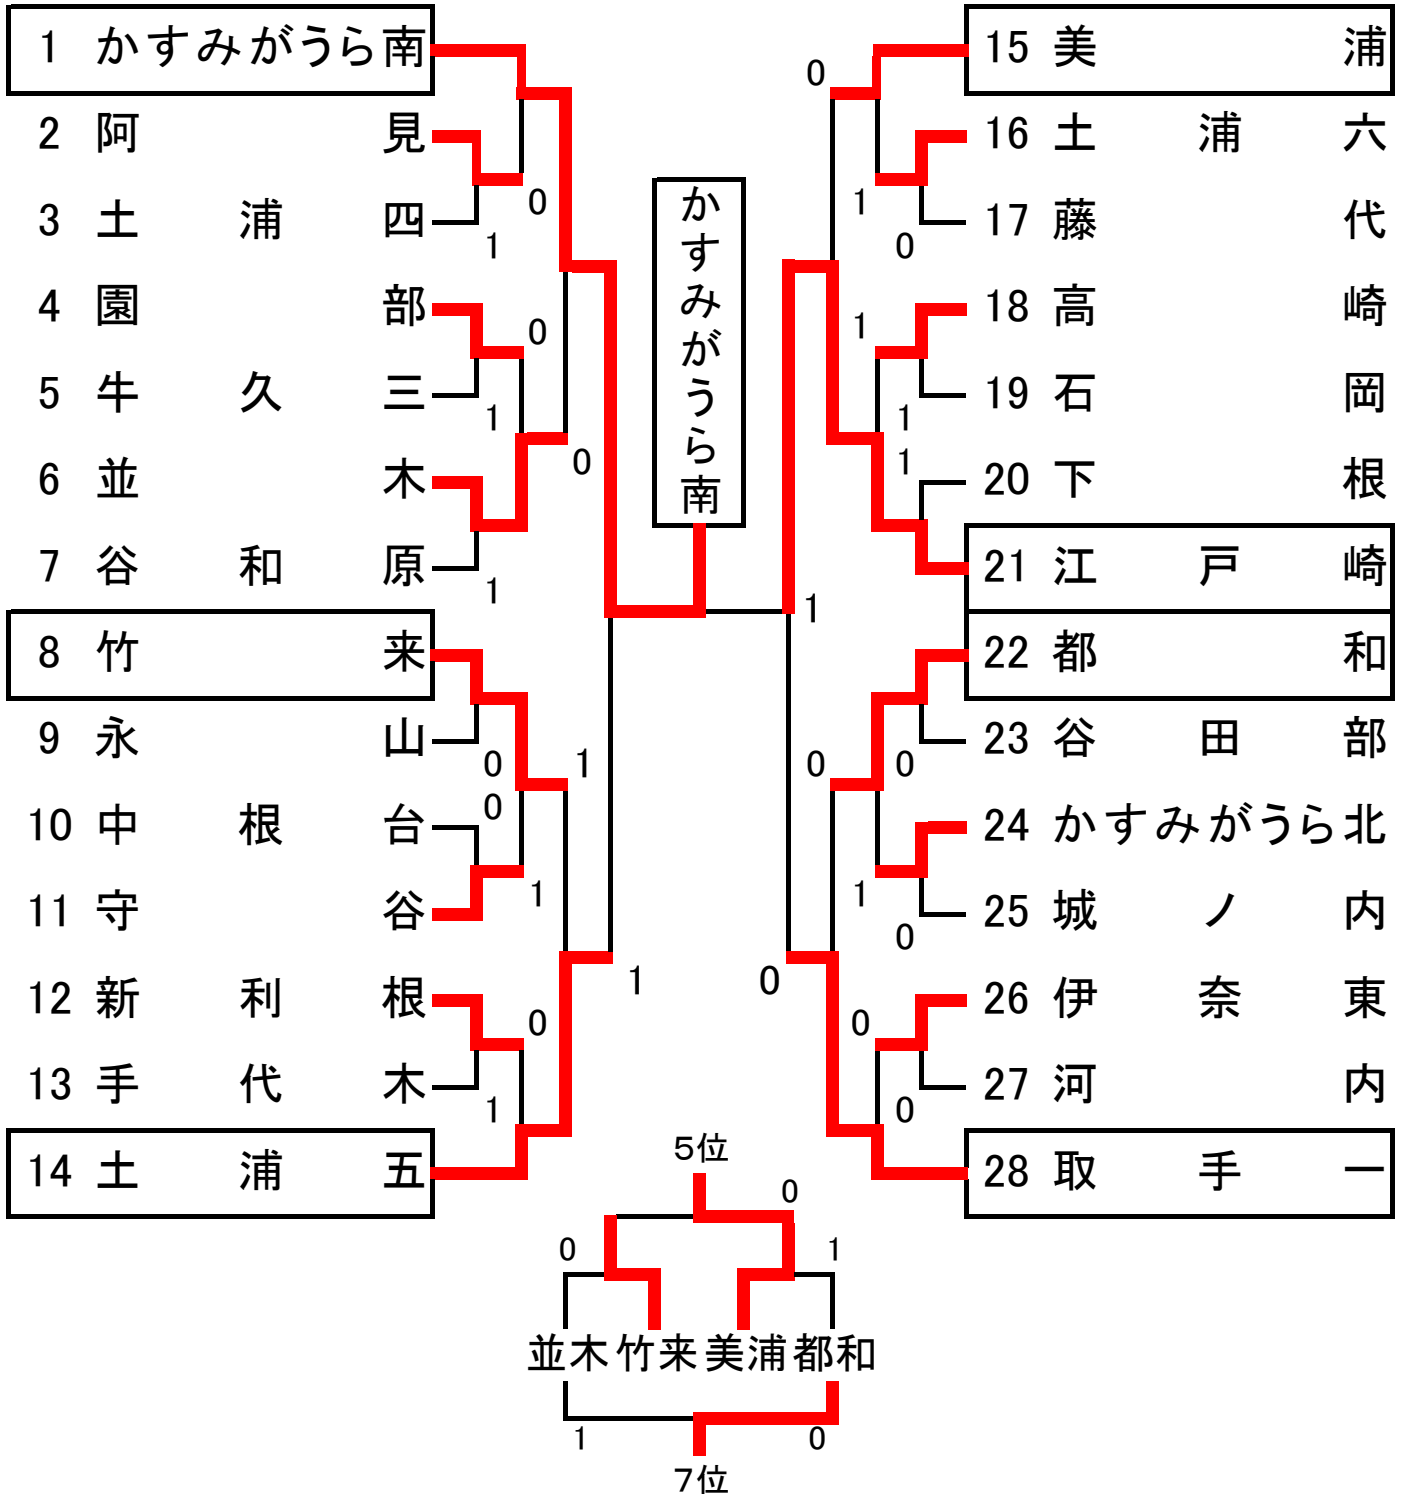 1 かすみがうら南
2 阿見
3 土浦四
4 園部
5 牛久三
6 並木
7 谷和原
8 竹来
9 永山
10 中根台
11 守谷
12 新利根
13 手代木
14 土浦五
0
1
0
1
0
1
0
0
1
1
0
1
1
かすみがうら南
1
0
0
1
0
1
1
1
0
0
1
0
0
0
15 美浦
16 土浦六
17 藤代
18 高崎
19 石岡
20 下根
21 江戸崎
22 都和
23 谷田部
24 かすみがうら北
25 城ノ内
26 伊奈東
27 河内
28 取手一
5位
0
0
1
並木 竹来 美浦 都和
1
0
7位